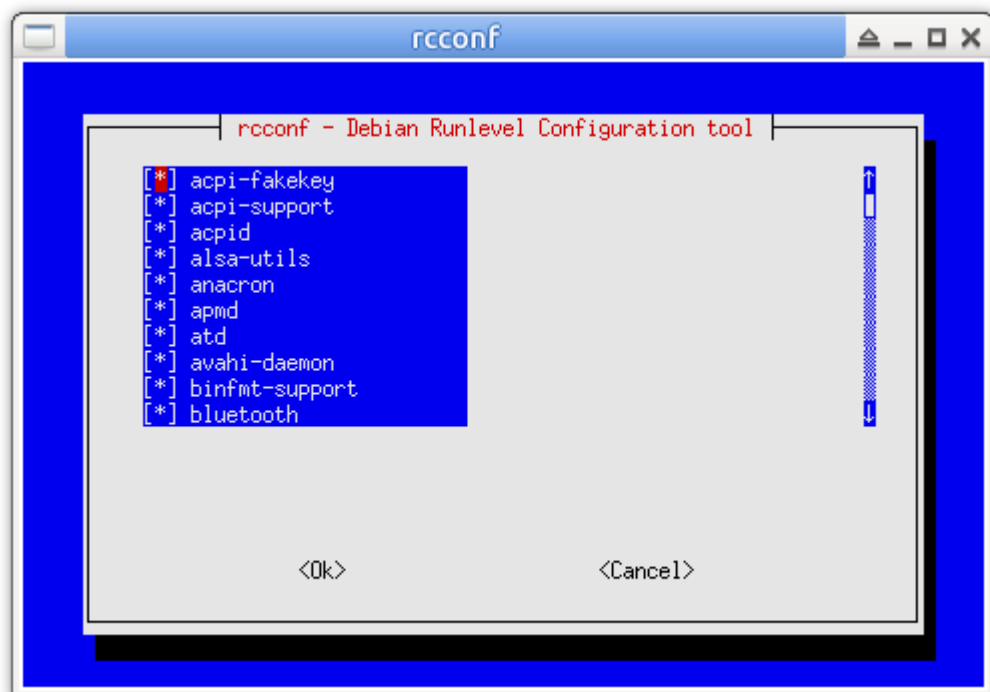 rcconf
rcconf - Debian Runlevel Configuration tool
[*] acpi-fakekey
[*] acpi-support
[*] acpid
[*] alsa-utils
[*] anacron
[*] apmd
[*] atd
[*] avahi-daemon
[*] binfmt-support
[*] bluetooth
<Ok> <Cancel>